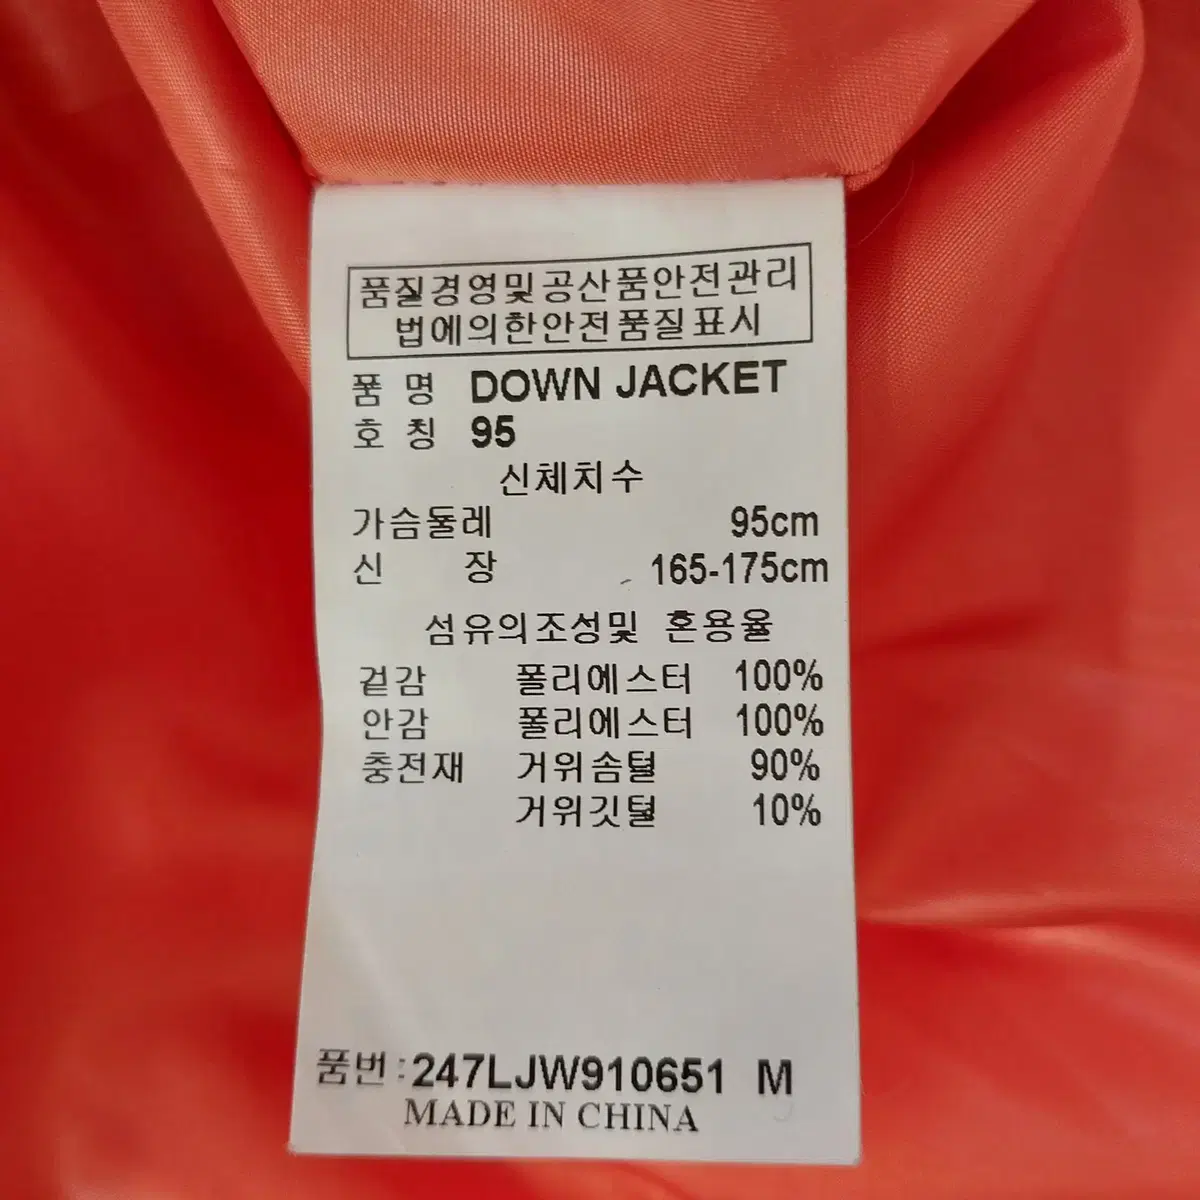 품질경영및공산품안전관리
법에의한안전품질표시
품 명 DOWN JACKET
호 칭 95
신체치수
가슴둘레 95cm
신 장 165-175cm
섬유의조성및 혼용율
겉감 폴리에스터 100%
안감 폴리에스터 100%
충전재 거위솜털 90%
거위깃털 10%
품번:247LJW910651 M
MADE IN CHINA